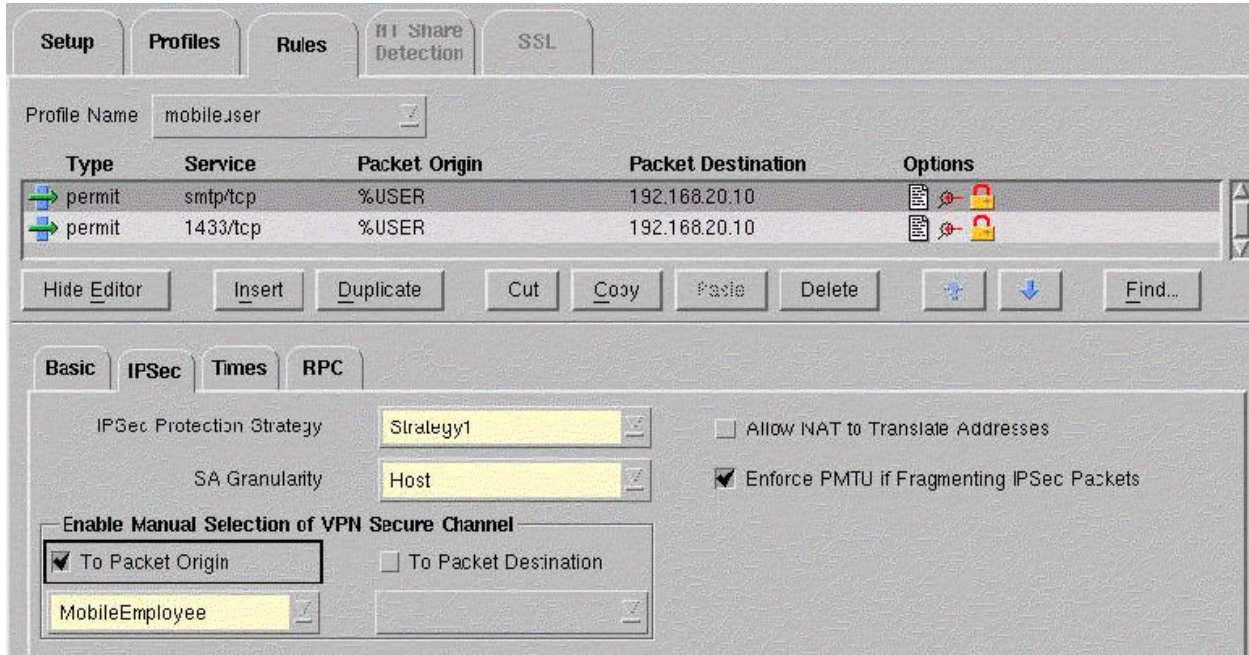 Setup Profiles Rules NT Share Detection SSL
Profile Name mobileuser
Type Service Packet Origin Packet Destination Options
permit smtp/tcp %USER 192.168.20.10
permit 1433/tcp %USER 192.168.20.10
Hide Editor Insert Duplicate Cut Copy Paste Delete Find...
Basic IPSec Times RPC
IPSec Protection Strategy Strategy1 Allow NAT to Translate Addresses
SA Granularity Host Enforce PMTU if Fragmenting IPSec Packets
Enable Manual Selection of VPN Secure Channel
To Packet Origin To Packet Destination
MobileEmployee